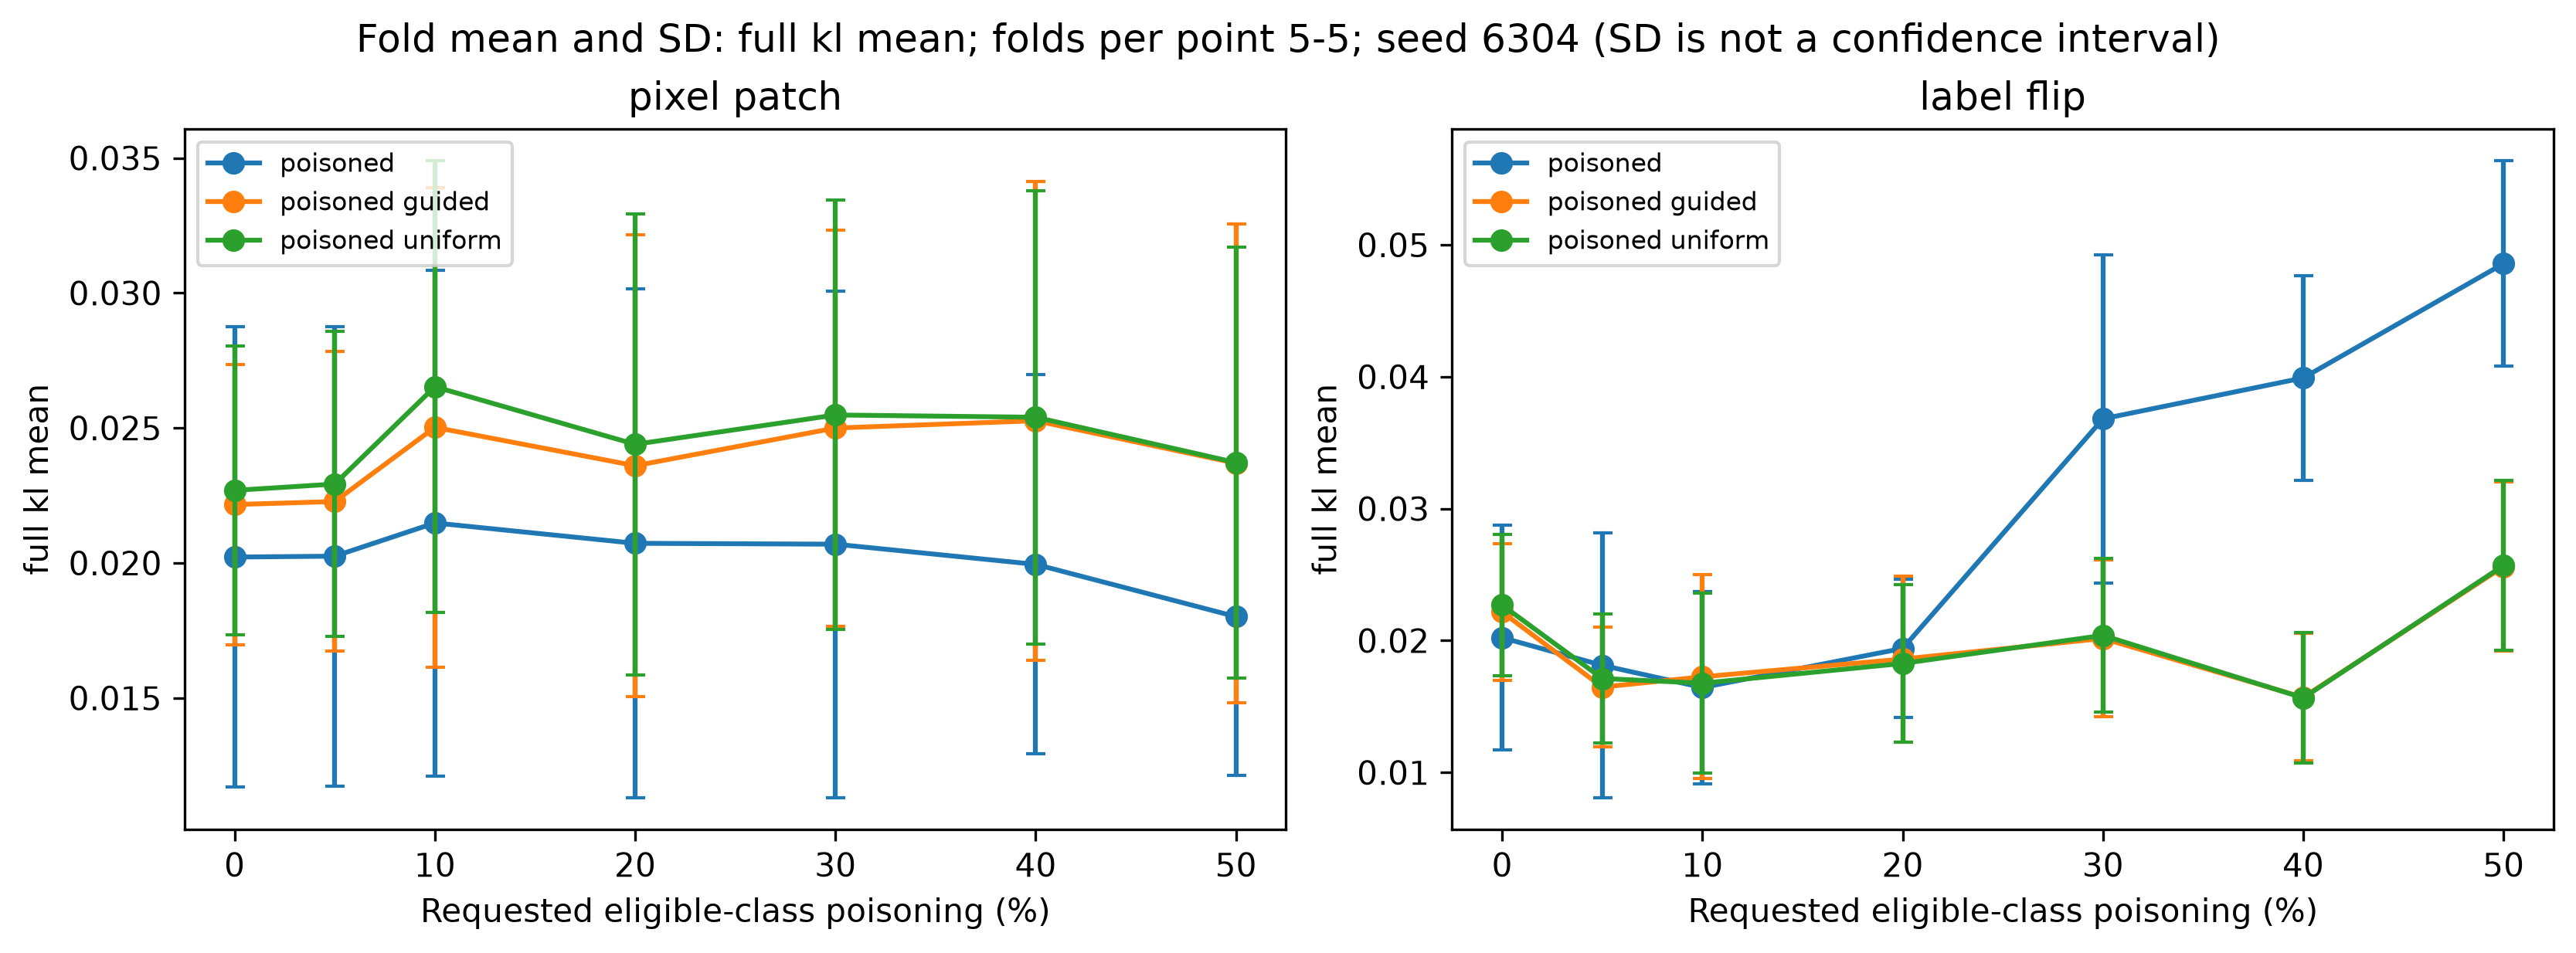 Fold mean and SD: full kl mean; folds per point 5-5; seed 6304 (SD is not a confidence interval)
pixel patch
poisoned
poisoned guided
poisoned uniform
0.035
0.030
0.025
0.020
0.015
full kl mean
0 10 20 30 40 50
Requested eligible-class poisoning (%)
label flip
poisoned
poisoned guided
poisoned uniform
0.05
0.04
0.03
0.02
0.01
full kl mean
0 10 20 30 40 50
Requested eligible-class poisoning (%)